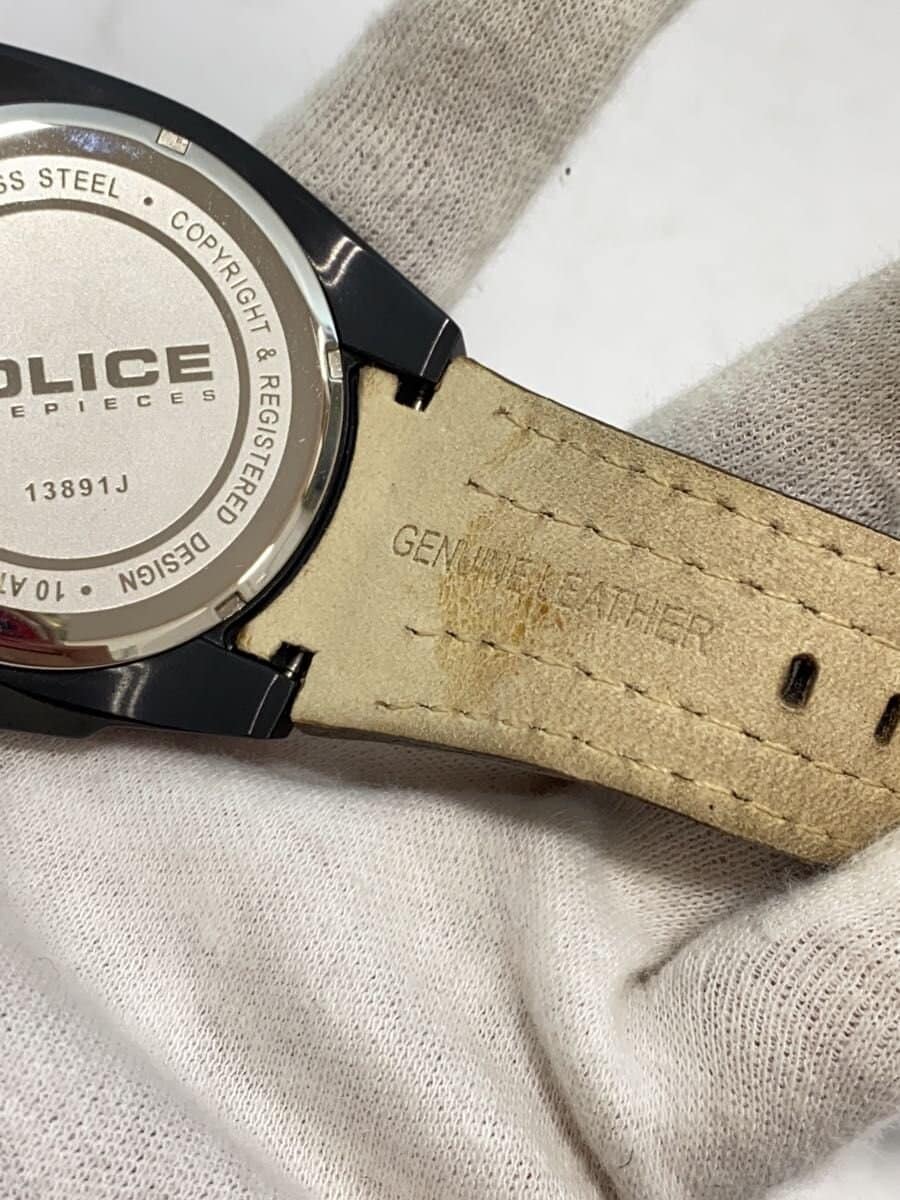 SS STEEL • COPYRIGHT & REGISTERED DESIGN • 10 AT
OLICE
EPIECES
13891J
GENUINE LEATHER